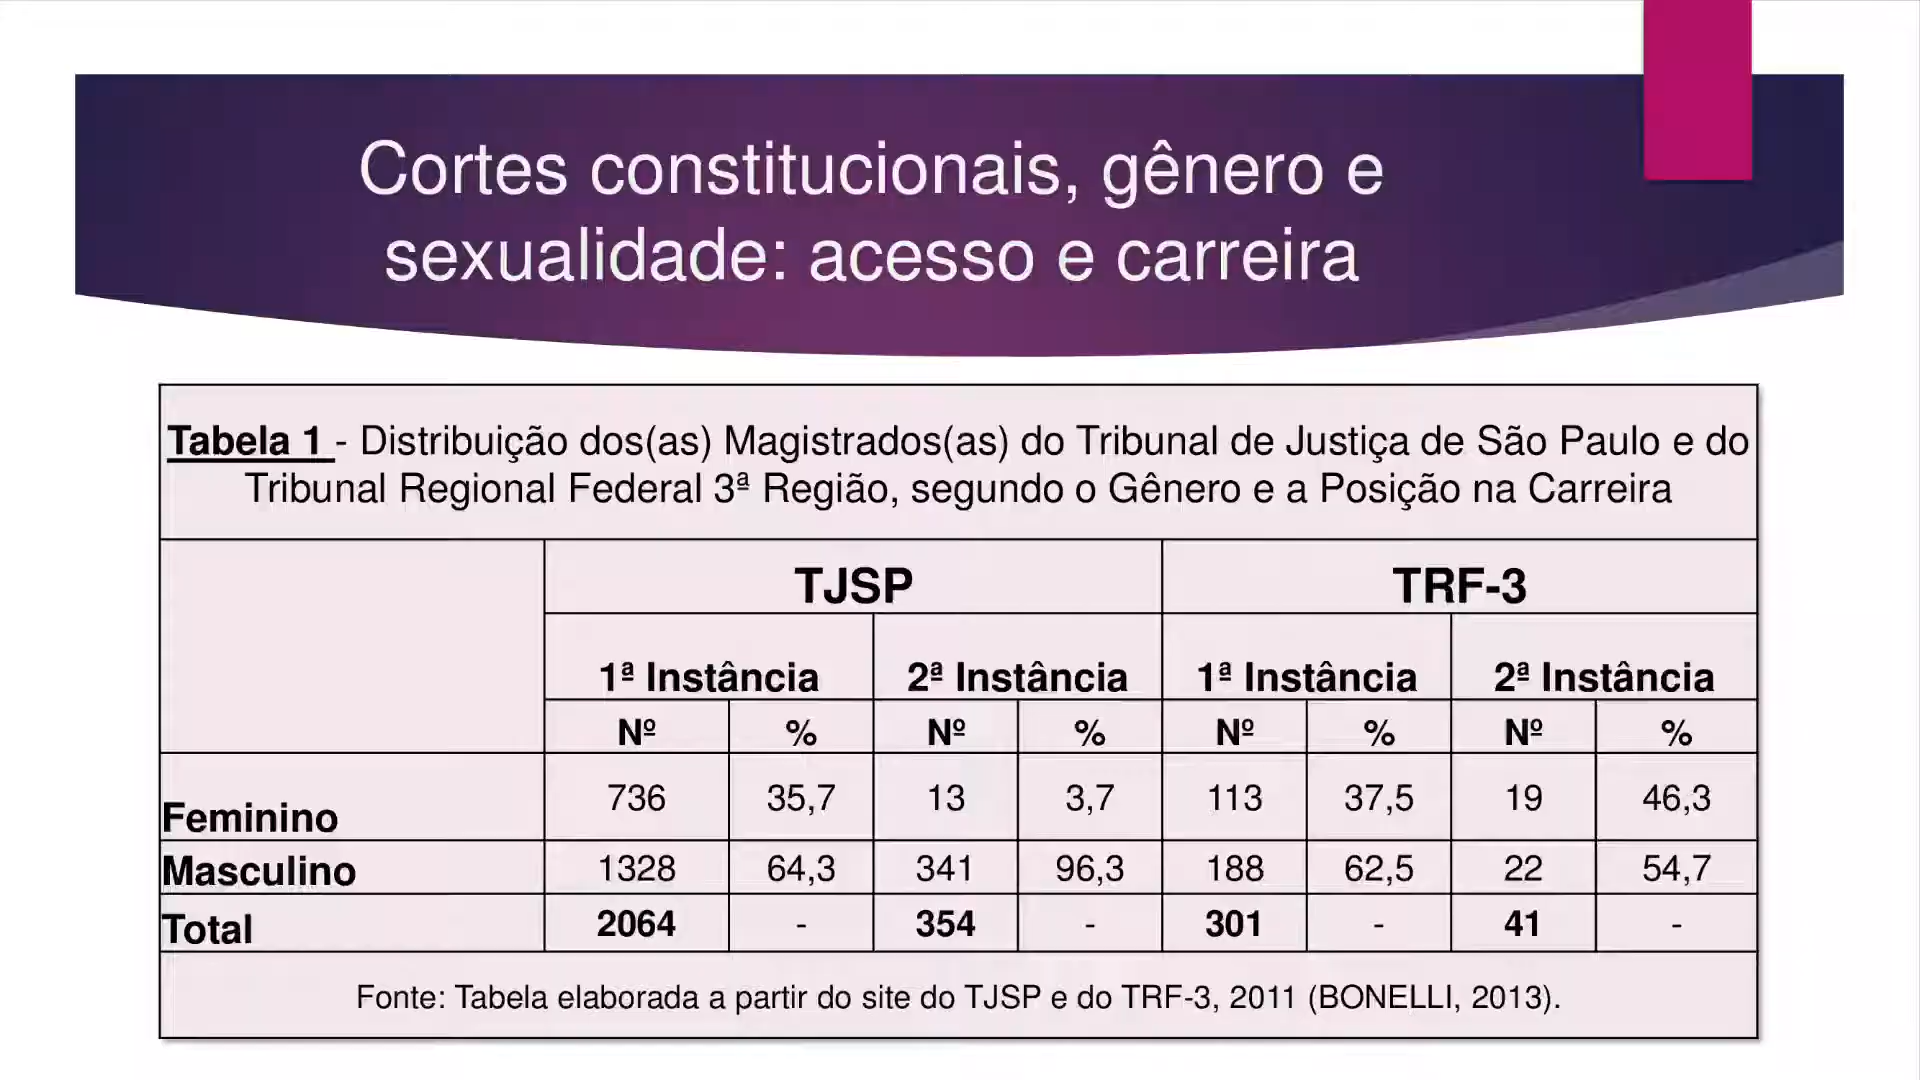 Cortes constitucionais, gênero e
sexualidade: acesso e carreira
Tabela 1 - Distribuição dos(as) Magistrados(as) do Tribunal de Justiça de São Paulo e do
Tribunal Regional Federal 3ª Região, segundo o Gênero e a Posição na Carreira
TJSP TRF-3
1ª Instância 2ª Instância 1ª Instância 2ª Instância
Nº % Nº % Nº % Nº %
Feminino 736 35,7 13 3,7 113 37,5 19 46,3
Masculino 1328 64,3 341 96,3 188 62,5 22 54,7
Total 2064 - 354 - 301 - 41 -
Fonte: Tabela elaborada a partir do site do TJSP e do TRF-3, 2011 (BONELLI, 2013).